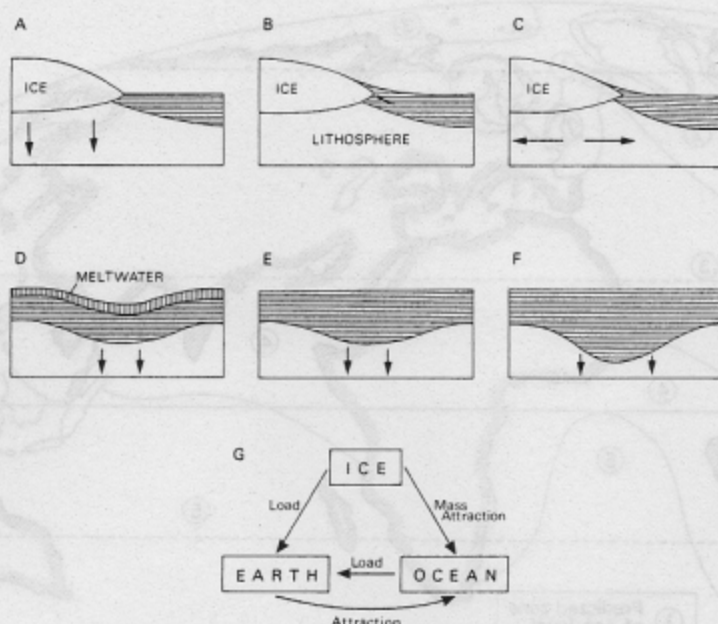 A
B
C
ICE
ICE
ICE
LITHOSPHERE
D
E
F
MELTWATER
G
ICE
Load
Mass
Attraction
EARTH
Load
OCEAN
Attraction